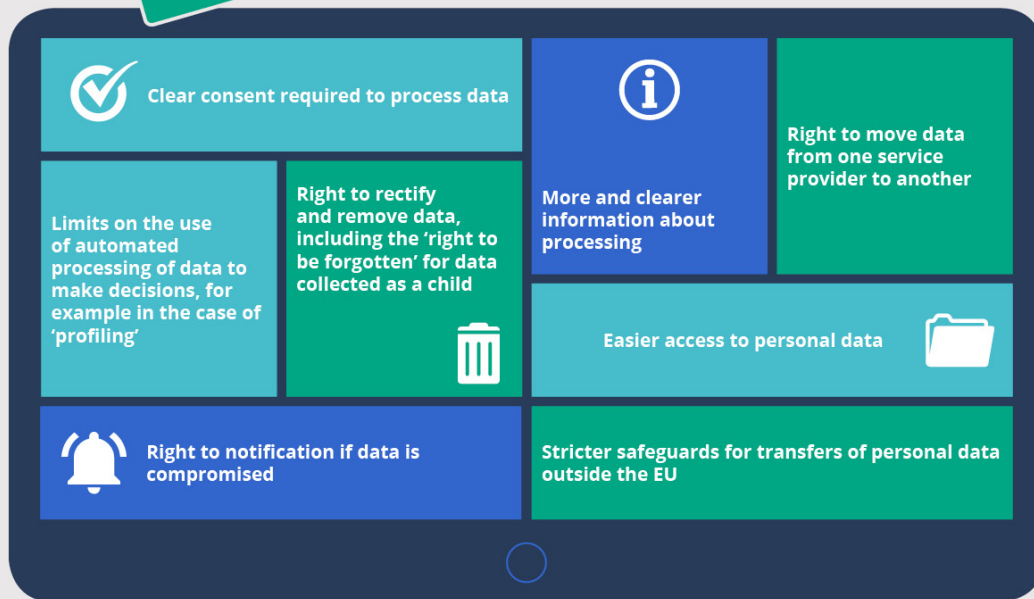 Clear consent required to process data
Limits on the use
of automated
processing of data to
make decisions, for
example in the case of
‘profiling’
Right to rectify
and remove data,
including the ‘right to
be forgotten’ for data
collected as a child
More and clearer
information about
processing
Right to move data
from one service
provider to another
Easier access to personal data
Right to notification if data is
compromised
Stricter safeguards for transfers of personal data
outside the EU